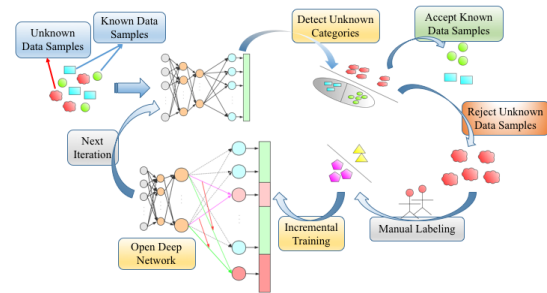 Unknown
Data Samples
Known Data
Samples
Detect Unknown
Categories
Accept Known
Data Samples
Reject Unknown
Data Samples
Next
Iteration
Open Deep
Network
Incremental
Training
Manual Labeling